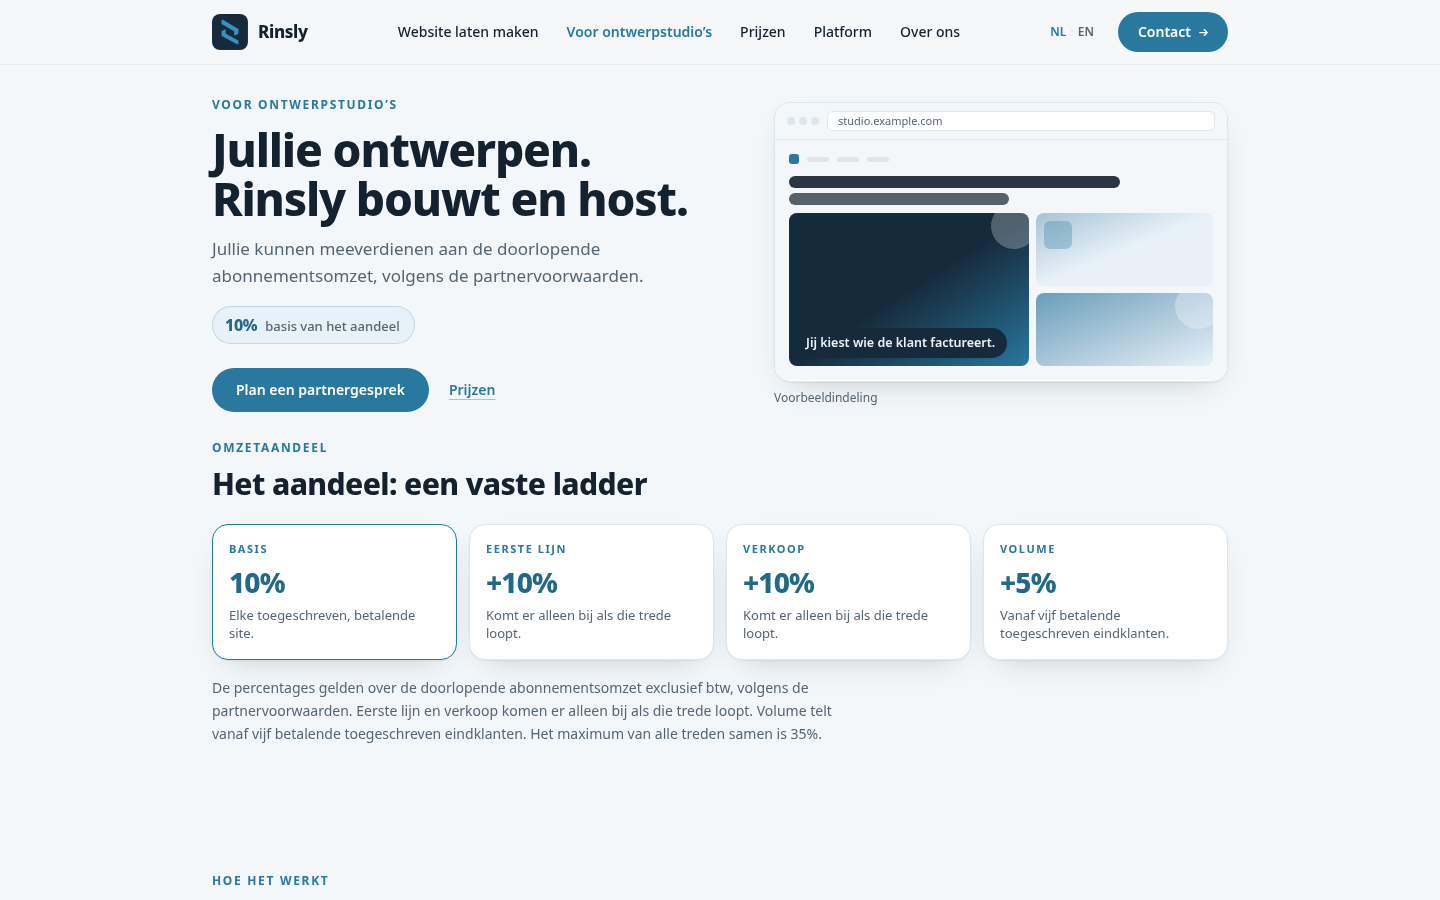 Rinsly
Website laten maken
Voor ontwerpstudio’s
Prijzen
Platform
Over ons
NL · EN
Contact →
VOOR ONTWERPSTUDIO’S
Jullie ontwerpen.
Rinsly bouwt en host.
Jullie kunnen meeverdienen aan de doorlopende
abonnementsomzet, volgens de partnervoorwaarden.
10% basis van het aandeel
Plan een partnergesprek
Prijzen
studio.example.com
Jij kiest wie de klant factureert.
Voorbeeldindeling
OMZETAANDEEL
Het aandeel: een vaste ladder
BASIS
10%
Elke toegeschreven, betalende
site.
EERSTE LIJN
+10%
Komt er alleen bij als die trede
loopt.
VERKOOP
+10%
Komt er alleen bij als die trede
loopt.
VOLUME
+5%
Vanaf vijf betalende
toegeschreven eindklanten.
De percentages gelden over de doorlopende abonnementsomzet exclusief btw, volgens de
partnervoorwaarden. Eerste lijn en verkoop komen er alleen bij als die trede loopt. Volume telt
vanaf vijf betalende toegeschreven eindklanten. Het maximum van alle treden samen is 35%.
HOE HET WERKT